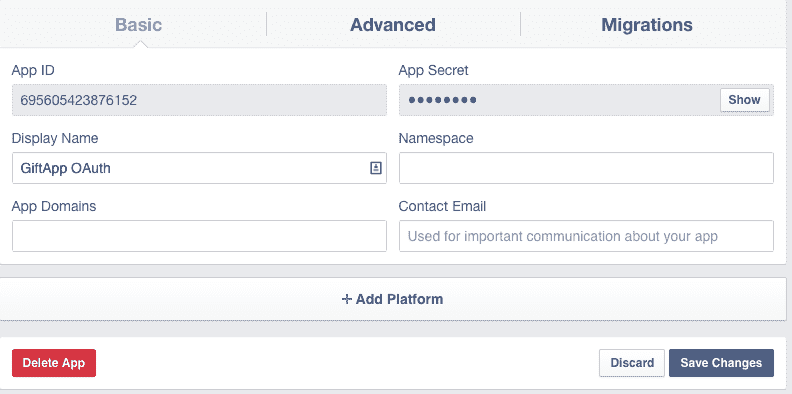 Basic Advanced Migrations
App ID App Secret
695605423876152 ●●●●●●●● Show
Display Name Namespace
GiftApp OAuth
App Domains Contact Email
Used for important communication about your app
+ Add Platform
Delete App Discard Save Changes